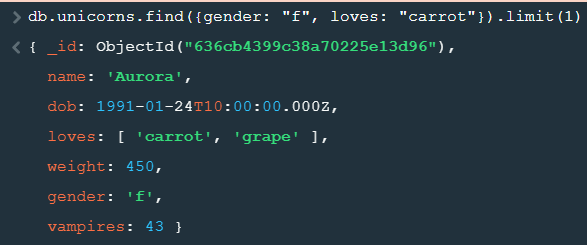 > db.unicorns.find({gender: "f", loves: "carrot"}).limit(1)
< { _id: ObjectId("636cb4399c38a70225e13d96"),
name: 'Aurora',
dob: 1991-01-24T10:00:00.000Z,
loves: [ 'carrot', 'grape' ],
weight: 450,
gender: 'f',
vampires: 43 }